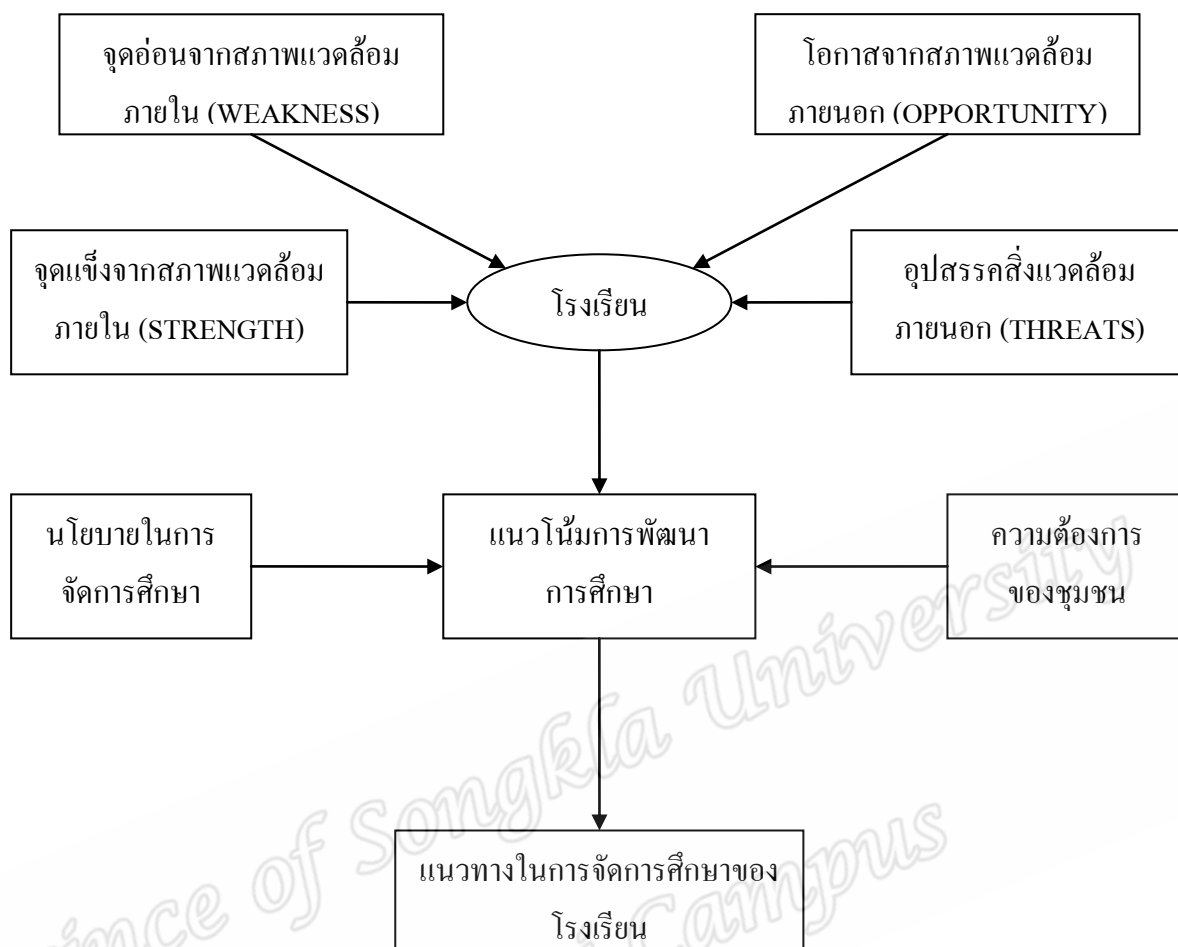 จุดอ่อนจากสภาพแวดล้อม
ภายใน (WEAKNESS)
โอกาสจากสภาพแวดล้อม
ภายนอก (OPPORTUNITY)
จุดแข็งจากสภาพแวดล้อม
ภายใน (STRENGTH)
โรงเรียน
อุปสรรคสิ่งแวดล้อม
ภายนอก (THREATS)
นโยบายในการ
จัดการศึกษา
แนวโน้มการพัฒนา
การศึกษา
ความต้องการ
ของชุมชน
แนวทางในการจัดการศึกษาของ
โรงเรียน
of Songkla University
Campus